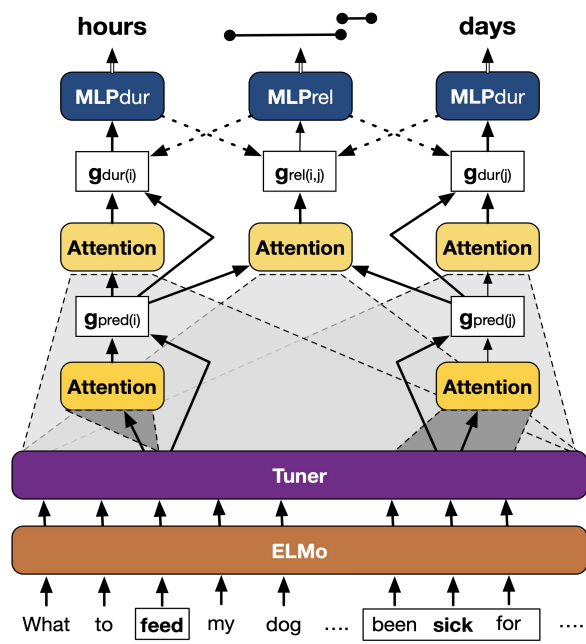 hours days
MLPdur MLPrel MLPdur
gdur(i) grel(i,j) gdur(j)
Attention Attention Attention
gpred(i) gpred(j)
Attention Attention
Tuner
ELMo
What to feed my dog .... been sick for ....